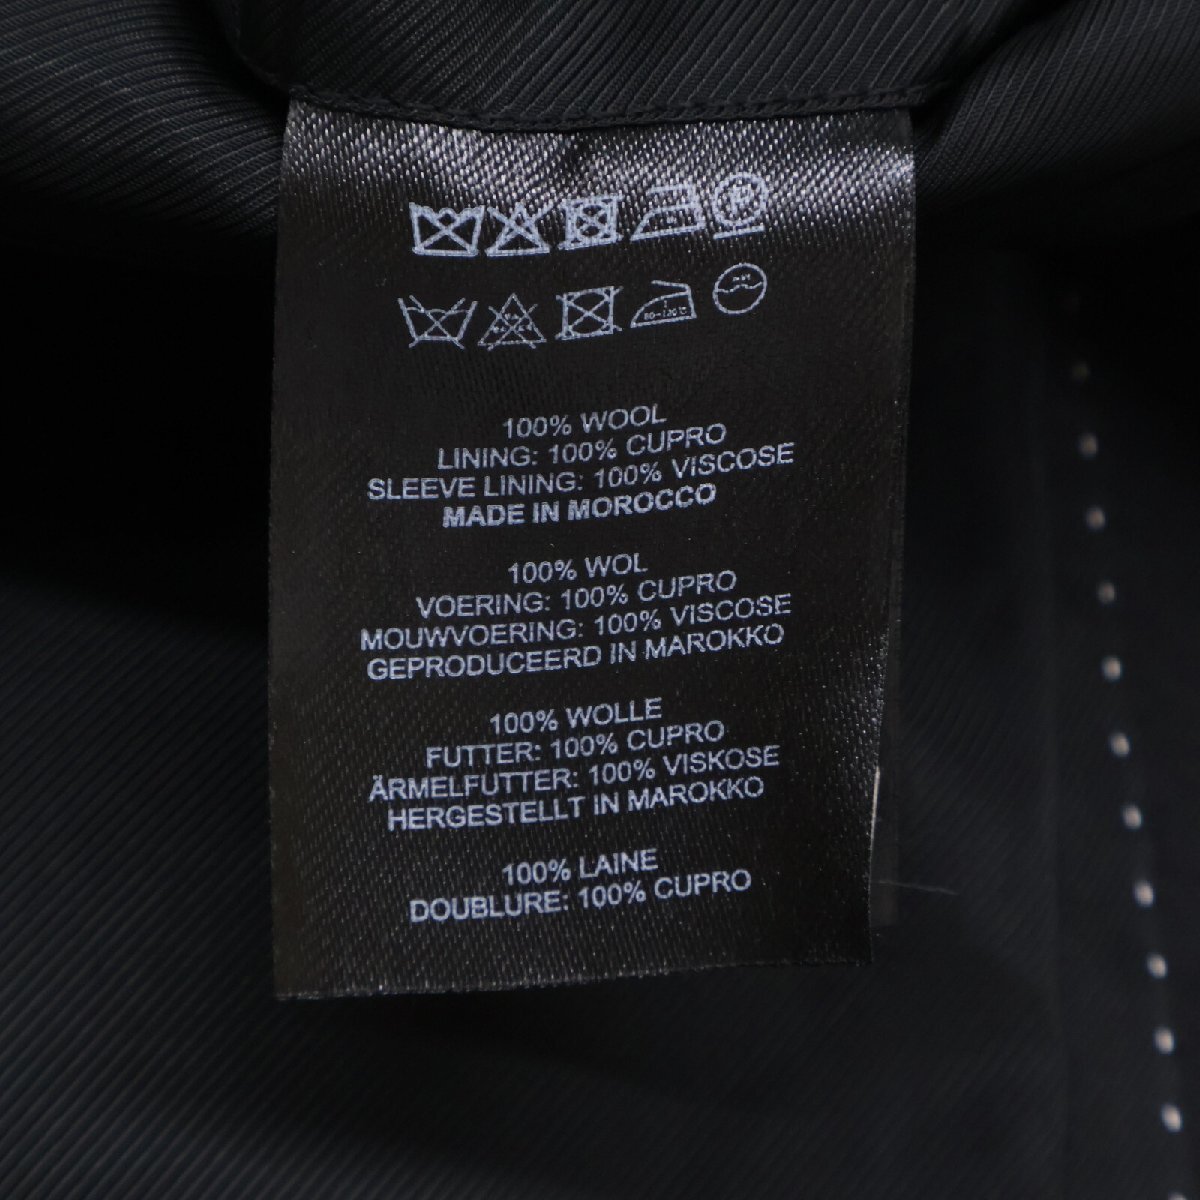 100% WOOL
LINING: 100% CUPRO
SLEEVE LINING: 100% VISCOSE
MADE IN MOROCCO
100% WOL
VOERING: 100% CUPRO
MOUWVOERING: 100% VISCOSE
GEPRODUCEERD IN MAROKKO
100% WOLLE
FUTTER: 100% CUPRO
ÄRMELFUTTER: 100% VISKOSE
HERGESTELLT IN MAROKKO
100% LAINE
DOUBLURE: 100% CUPRO